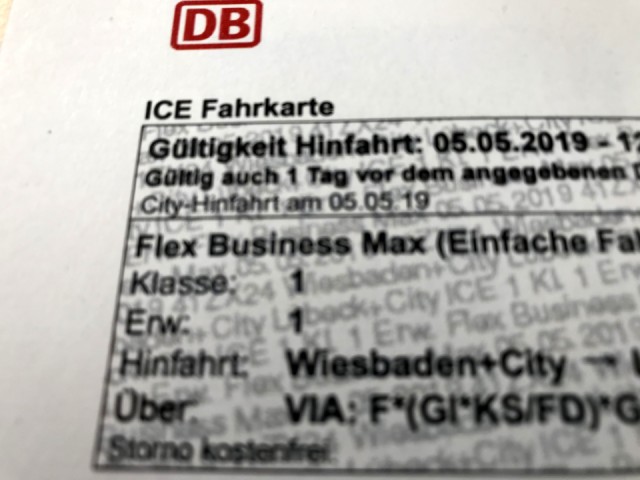 DB
ICE Fahrkarte
Gültigkeit Hinfahrt: 05.05.2019 - 1
Gültig auch 1 Tag vor dem angegebenen
City-Hinfahrt am 05.05.19
Flex Business Max (Einfache Fa
Klasse: 1
Erw: 1
Hinfahrt: Wiesbaden+City →
Über: VIA: F*(GI*KS/FD)*G
Storno kostenfrei